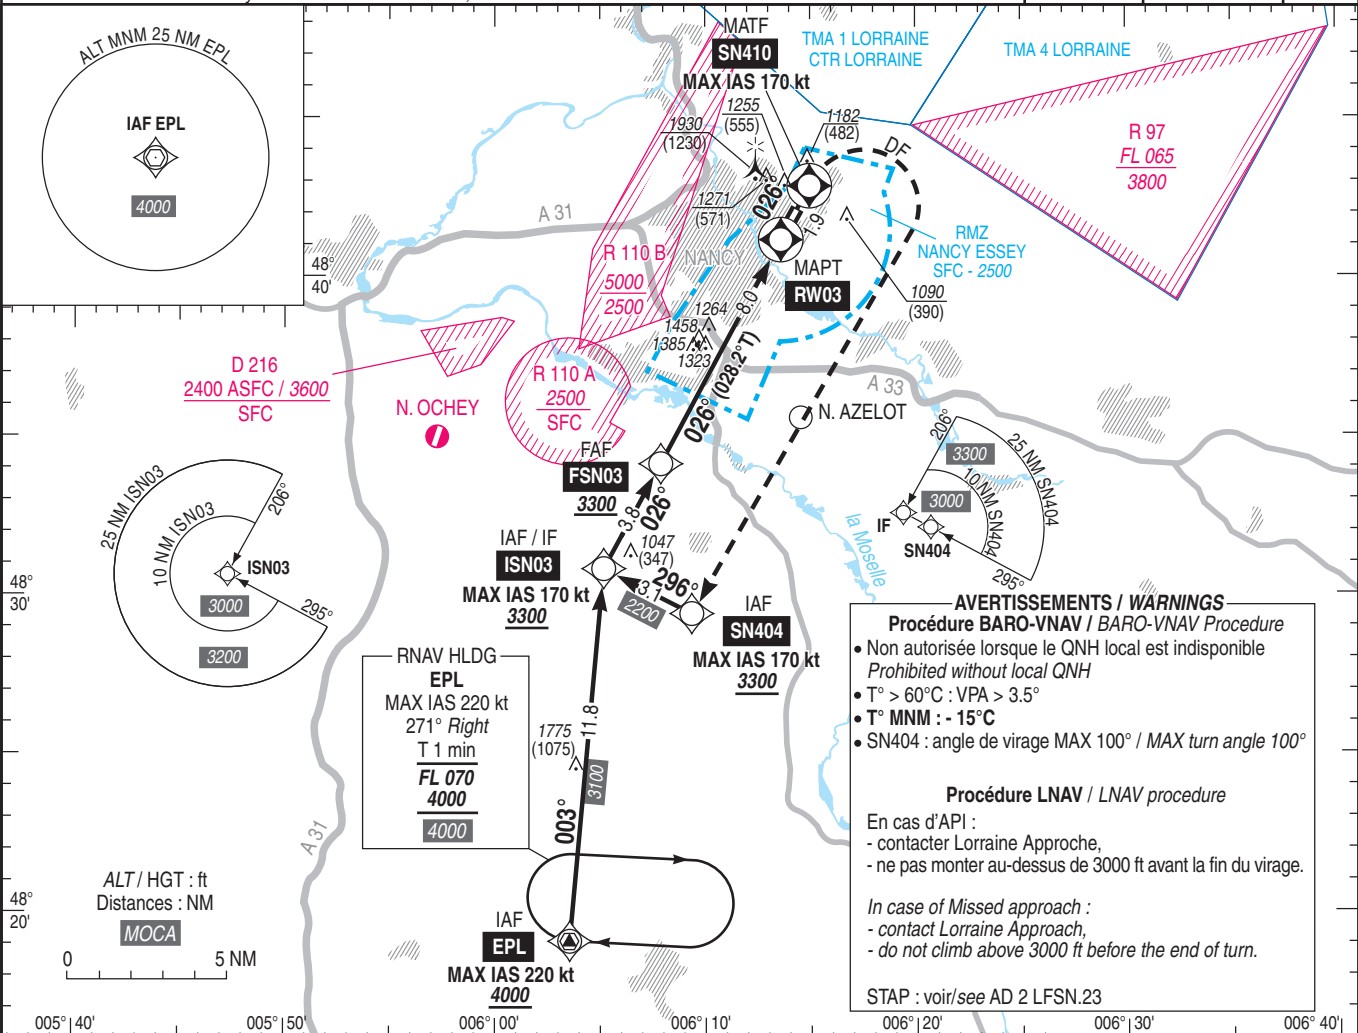 ALT MNM 25 NM EPL
IAF EPL
4000
MATF
SN410
MAX IAS 170 kt
TMA 1 LORRAINE
CTR LORRAINE
TMA 4 LORRAINE
R 97
FL 065
3800
1255
(555)
1930
(1230)
1182
(482)
1271
(571)
026°
DF
1.9
RMZ
NANCY ESSEY
SFC - 2500
1090
(390)
A 31
NANCY
MAPT
RW03
R 110 B
5000
2500
48°
40'
1264
1458
1385
1323
8.0
026° (028.2°T)
D 216
2400 ASFC / 3600
SFC
N. OCHEY
R 110 A
2500
SFC
A 33
N. AZELOT
FAF
FSN03
3300
3.8
026°
25 NM ISN03
10 NM ISN03
206°
ISN03
3000
295°
3200
206°
3300
25 NM SN404
10 NM SN404
3000
IF
SN404
295°
la Moselle
IAF / IF
ISN03
MAX IAS 170 kt
3300
1047
(347)
296°
3.1
2200
IAF
SN404
MAX IAS 170 kt
3300
48°
30'
RNAV HLDG
EPL
MAX IAS 220 kt
271° Right
T 1 min
FL 070
4000
4000
1775
(1075)
11.8
3100
003°
A 31
IAF
EPL
MAX IAS 220 kt
4000
AVERTISSEMENTS / WARNINGS
Procédure BARO-VNAV / BARO-VNAV Procedure
• Non autorisée lorsque le QNH local est indisponible
Prohibited without local QNH
• T° > 60°C : VPA > 3.5°
• T° MNM : - 15°C
• SN404 : angle de virage MAX 100° / MAX turn angle 100°
Procédure LNAV / LNAV procedure
En cas d'API :
- contacter Lorraine Approche,
- ne pas monter au-dessus de 3000 ft avant la fin du virage.
In case of Missed approach :
- contact Lorraine Approach,
- do not climb above 3000 ft before the end of turn.
STAP : voir/see AD 2 LFSN.23
ALT / HGT : ft
Distances : NM
MOCA
0 5 NM
48°
20'
005° 40' 005° 50' 006° 00' 006° 10' 006° 20' 006° 30' 006° 40'